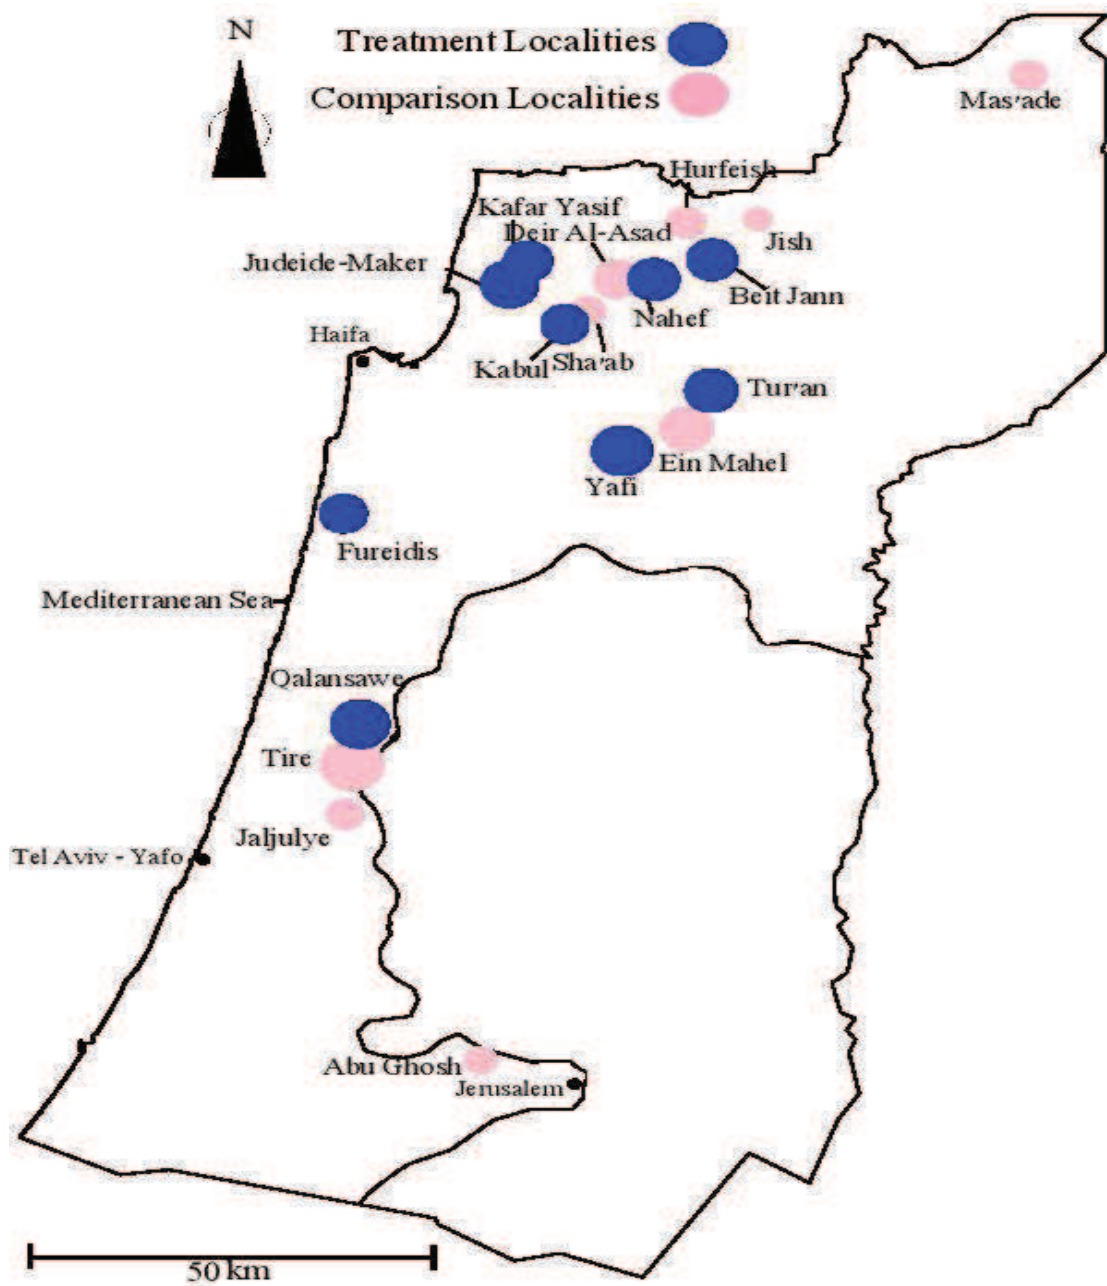 N
Treatment Localities
Comparison Localities
Mas'ade
Hurfeish
Kafar Yasif
Deir Al-Asad
Jish
Judeide-Maker
Beit Jann
Nahef
Haifa
Kabul
Sha'ab
Tur'an
Ein Mahel
Yafi
Fureidis
Mediterranean Sea
Qalansawe
Tire
Jaljulye
Tel Aviv - Yafo
Abu Ghosh
Jerusalem
50 km